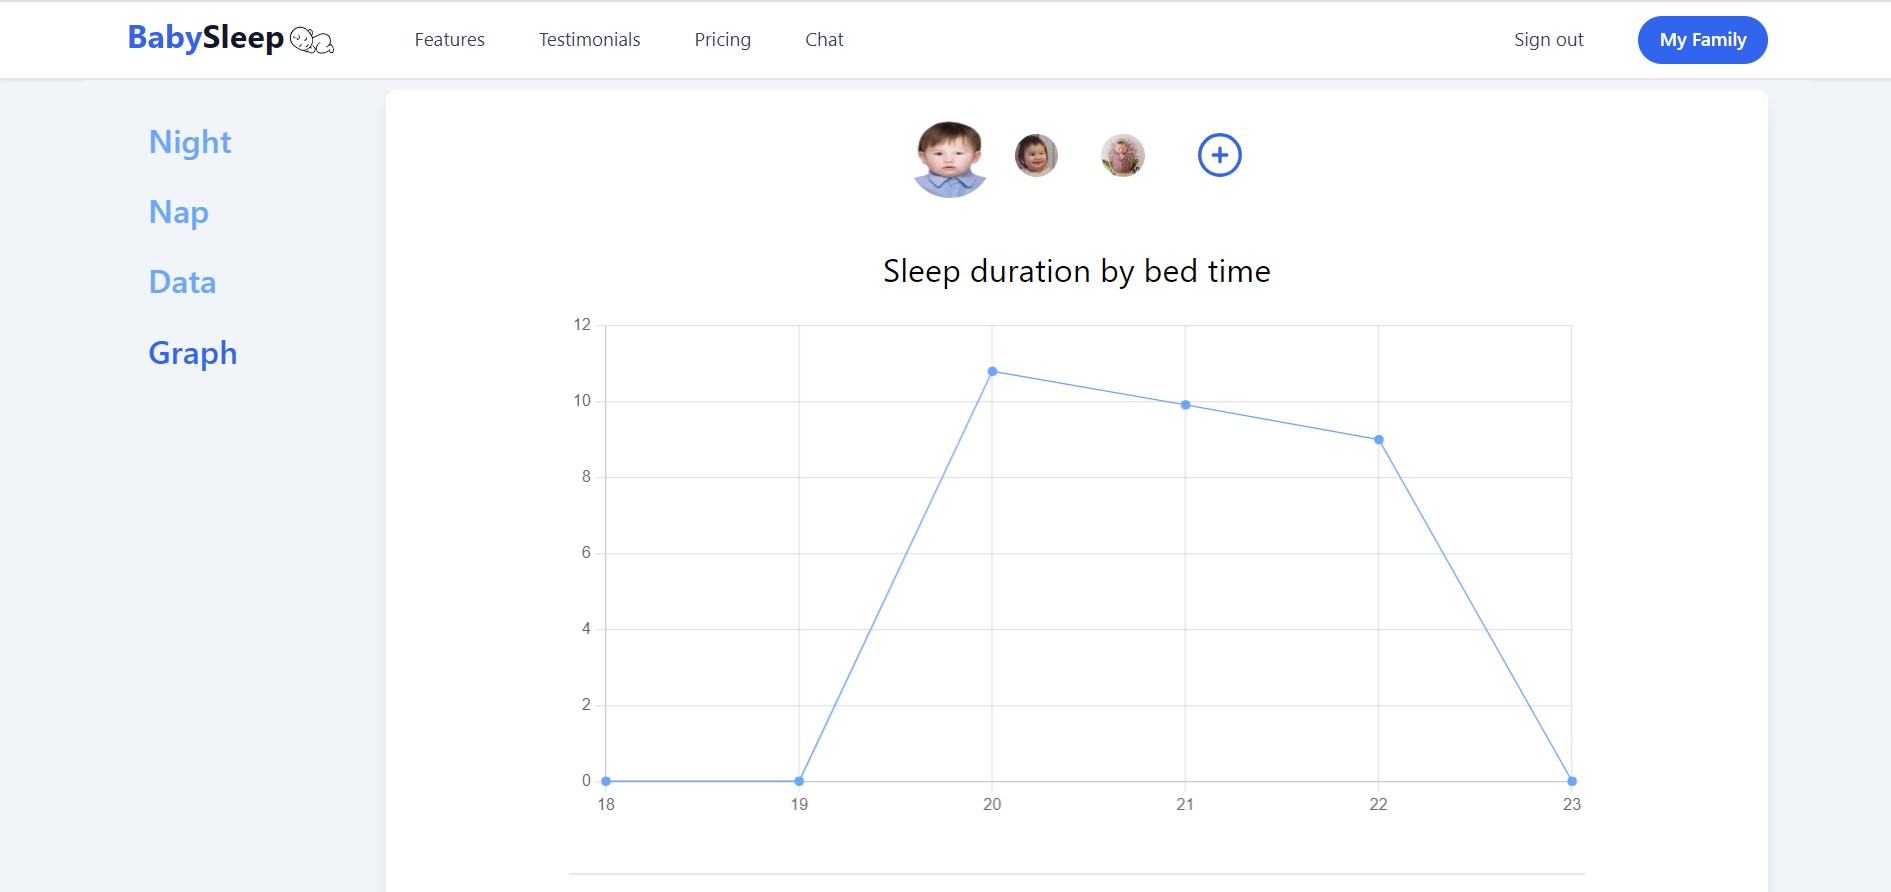 BabySleep
Features Testimonials Pricing Chat
Sign out
My Family
Night
Nap
Data
Graph
Sleep duration by bed time
12
10
8
6
4
2
0
18 19 20 21 22 23